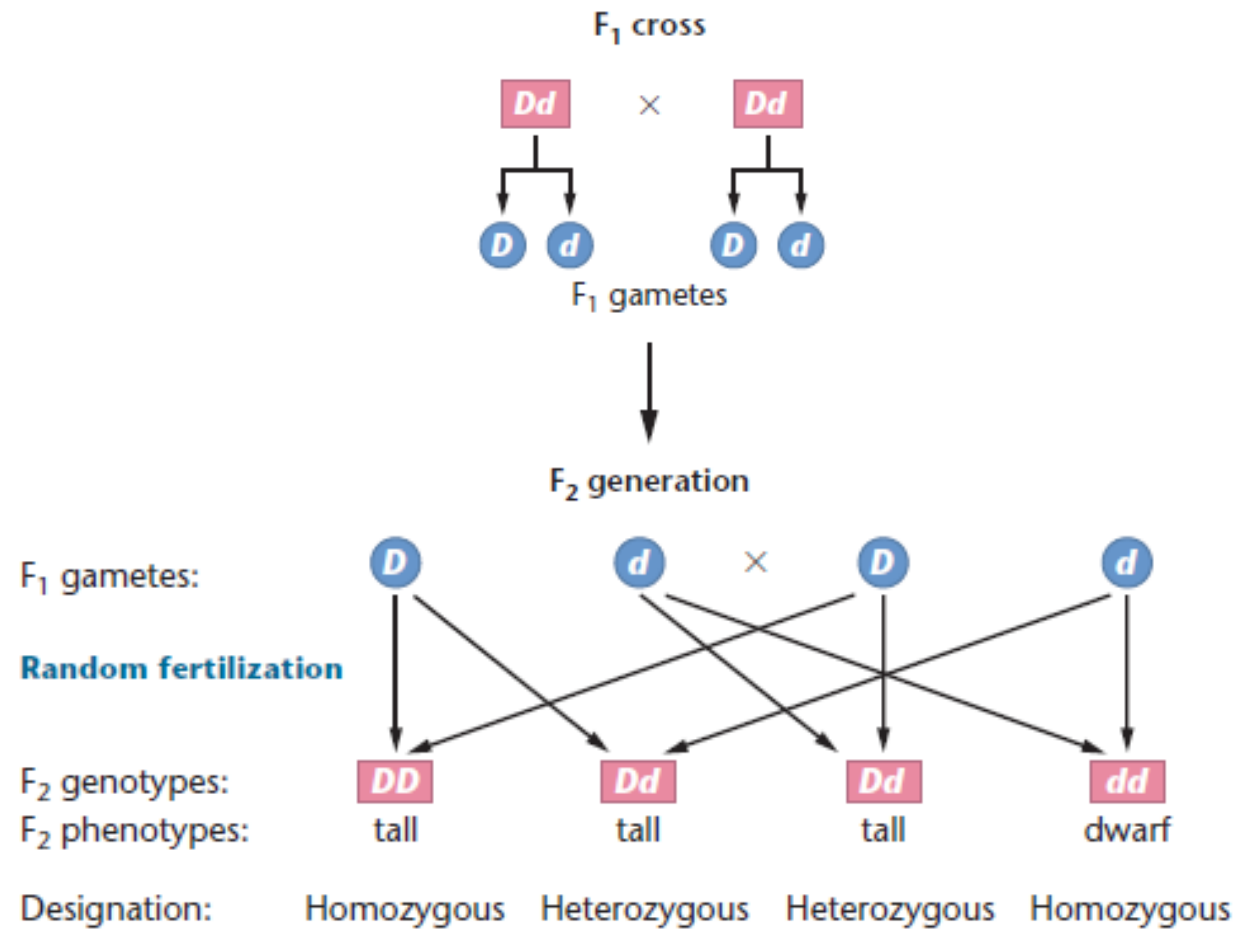 F₁ cross
Dd × Dd
D d D d
F₁ gametes
F₂ generation
F₁ gametes: D d × D d
Random fertilization
F₂ genotypes: DD Dd Dd dd
F₂ phenotypes: tall tall tall dwarf
Designation: Homozygous Heterozygous Heterozygous Homozygous